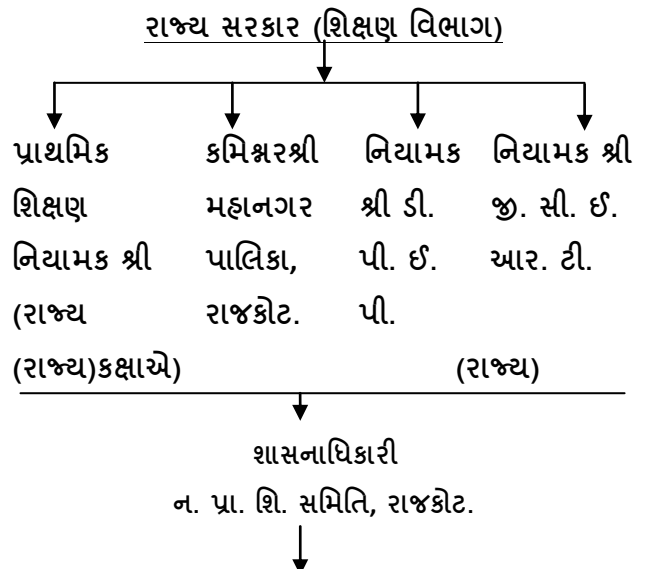 રાજ્ય સરકાર (શિક્ષણ વિભાગ)
પ્રાથમિક કમિશ્નરશ્રી નિયામક નિયામક શ્રી
શિક્ષણ મહાનગર શ્રી ડી. જી. સી. ઈ.
નિયામક શ્રી પાલિકા, પી. ઈ. આર. ટી.
(રાજ્ય રાજકોટ. પી.
(રાજ્ય)કક્ષાએ) (રાજ્ય)
શાસનાધિકારી
ન. પ્રા. શિ. સમિતિ, રાજકોટ.